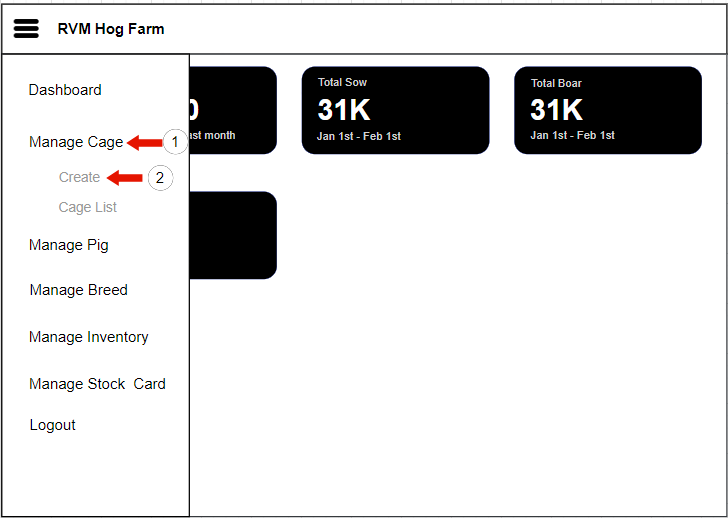 RVM Hog Farm
Dashboard
Manage Cage
1
Create
2
Cage List
Manage Pig
Manage Breed
Manage Inventory
Manage Stock  Card
Logout
month
Total Sow
31K
Jan 1st - Feb 1st
Total Boar
31K
Jan 1st - Feb 1st